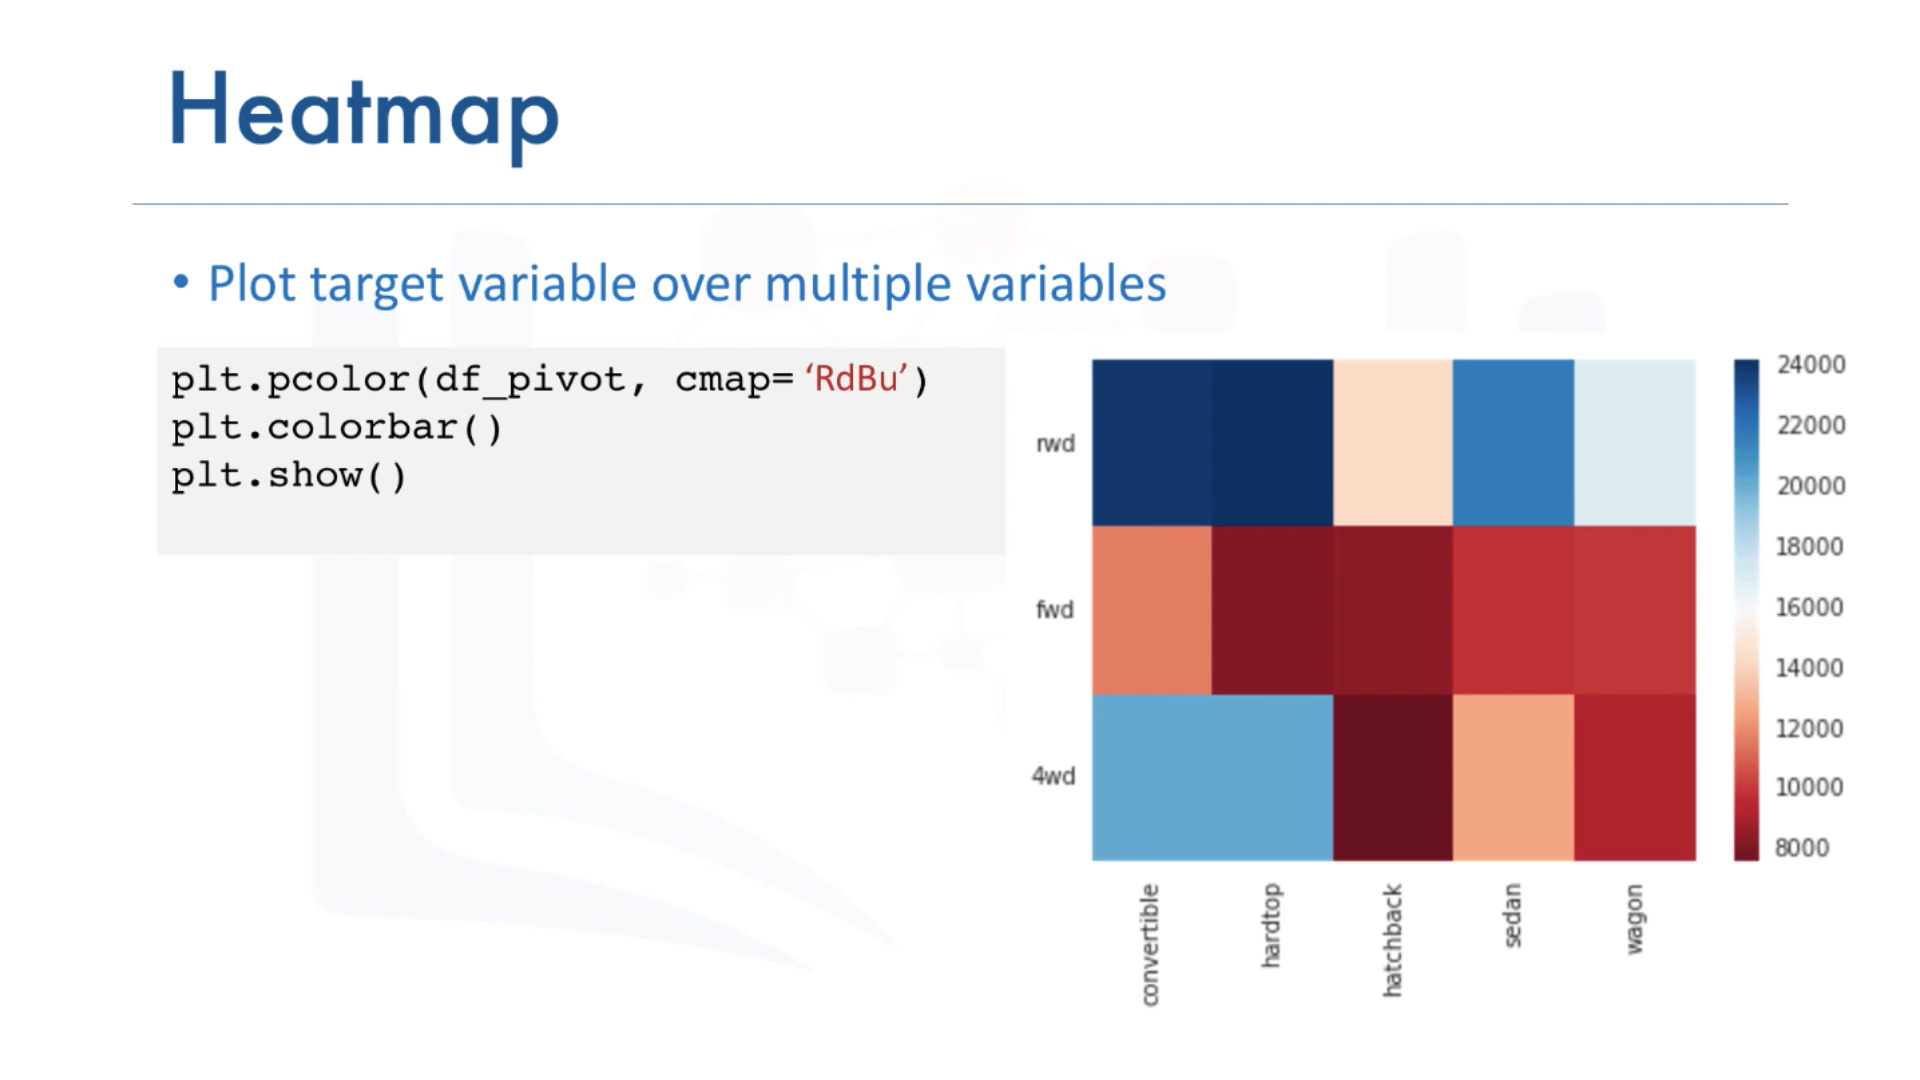 Heatmap
• Plot target variable over multiple variables
plt.pcolor(df_pivot, cmap= ‘RdBu’)
plt.colorbar()
plt.show()
rwd
fwd
4wd
convertible
hardtop
hatchback
sedan
wagon
24000
22000
20000
18000
16000
14000
12000
10000
8000